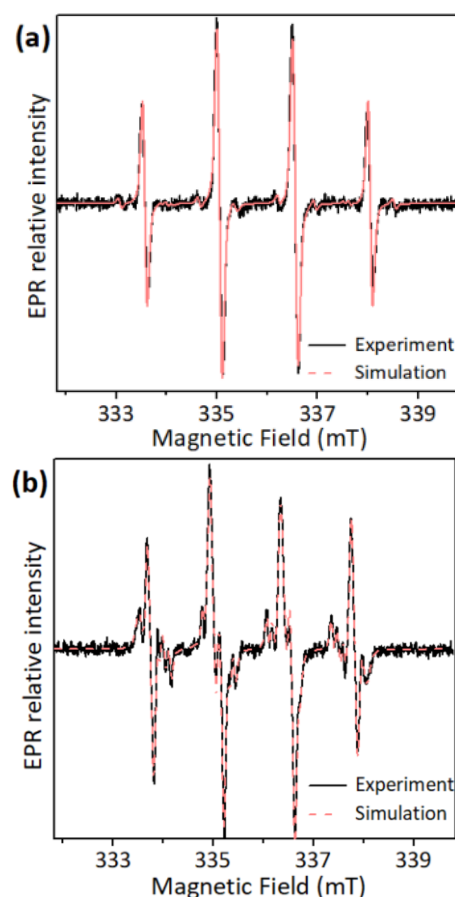 (a)
EPR relative intensity
Experiment
Simulation
333 335 337 339
Magnetic Field (mT)
(b)
EPR relative intensity
Experiment
Simulation
333 335 337 339
Magnetic Field (mT)